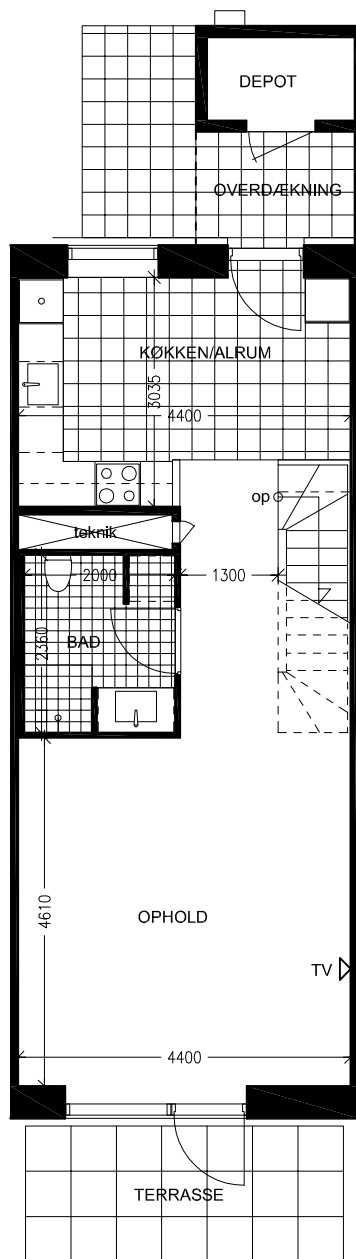 DEPOT
OVERDÆKNING
KØKKEN/ALRUM
3035
4400
op
teknik
2000
1300
BAD
2360
4610
OPHOLD
TV
4400
TERRASSE